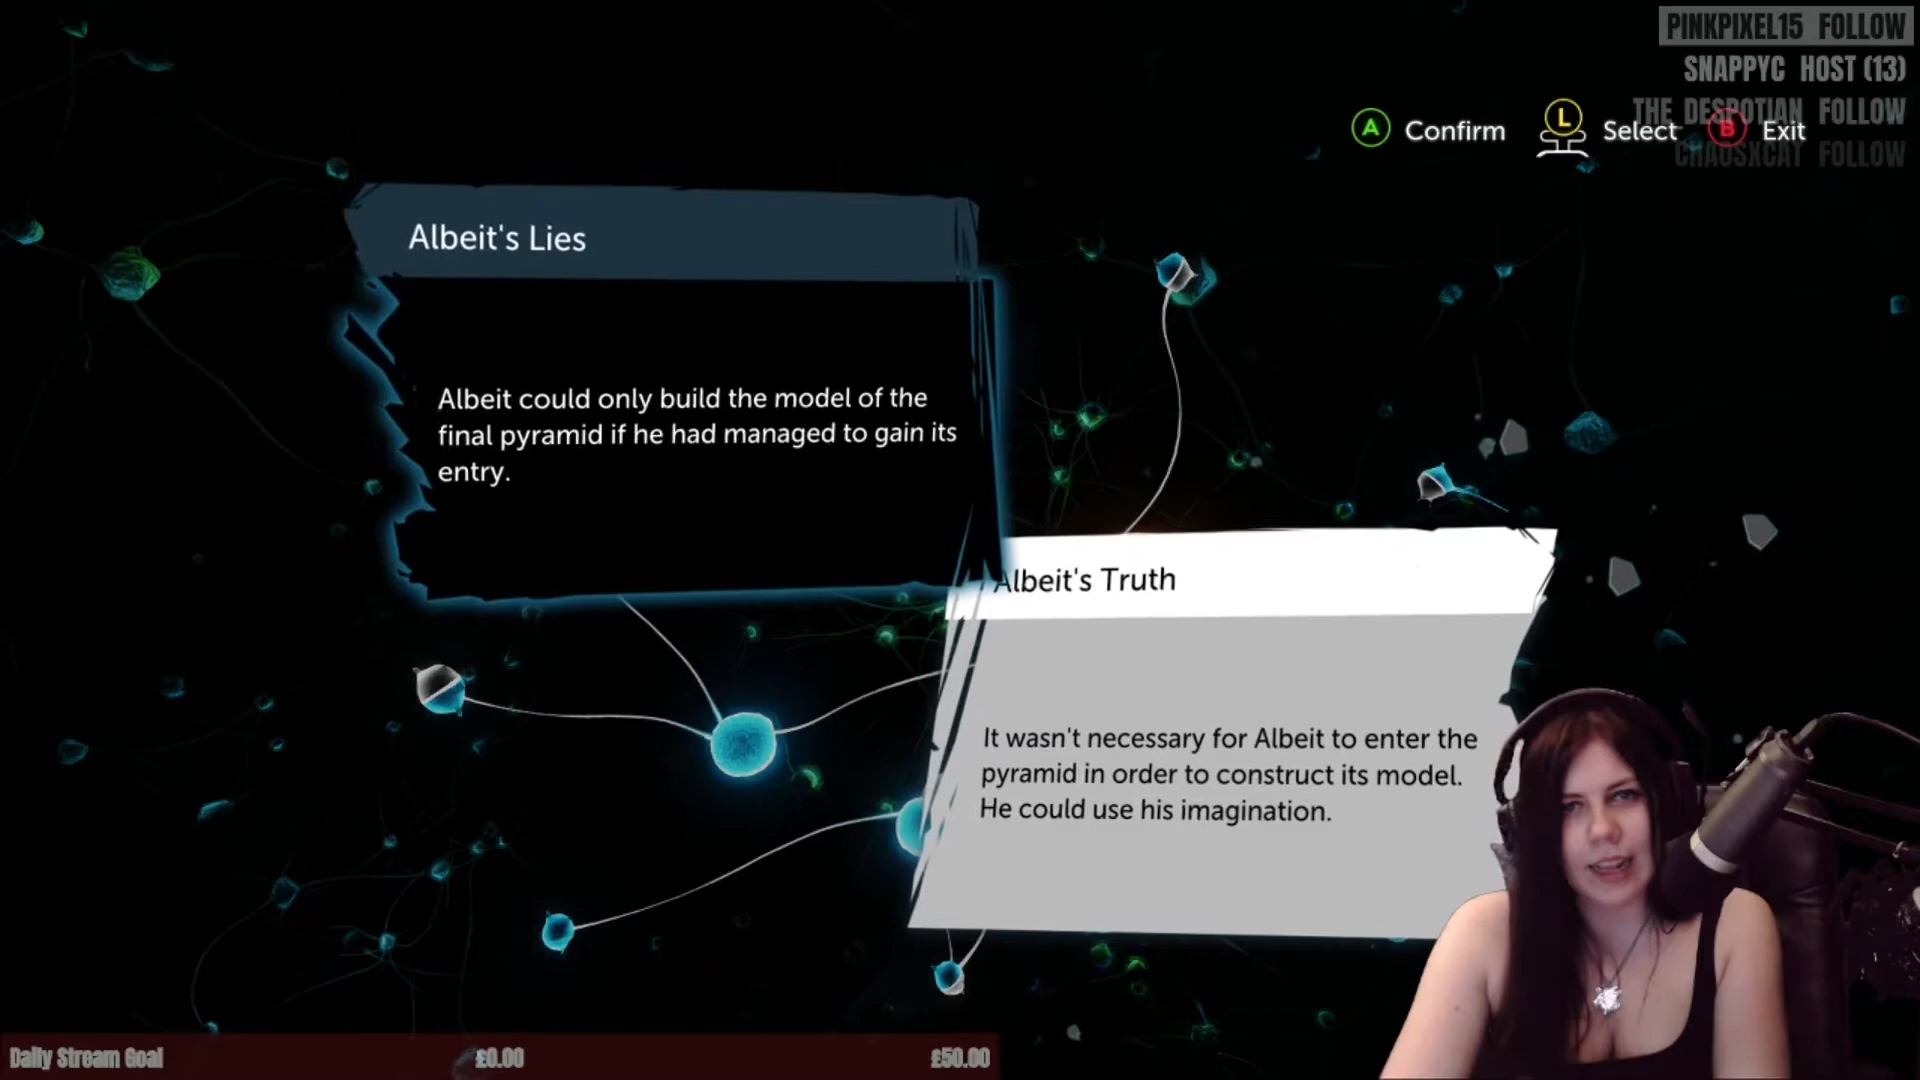 PINKPIXEL15 FOLLOW
SNAPPYC HOST (13)
THE DESPOTIAN FOLLOW
A Confirm L Select B Exit
CHAOSXCAT FOLLOW
Albeit's Lies
Albeit could only build the model of the
final pyramid if he had managed to gain its
entry.
Albeit's Truth
It wasn't necessary for Albeit to enter the
pyramid in order to construct its model.
He could use his imagination.
Daily Stream Goal £0.00 £50.00